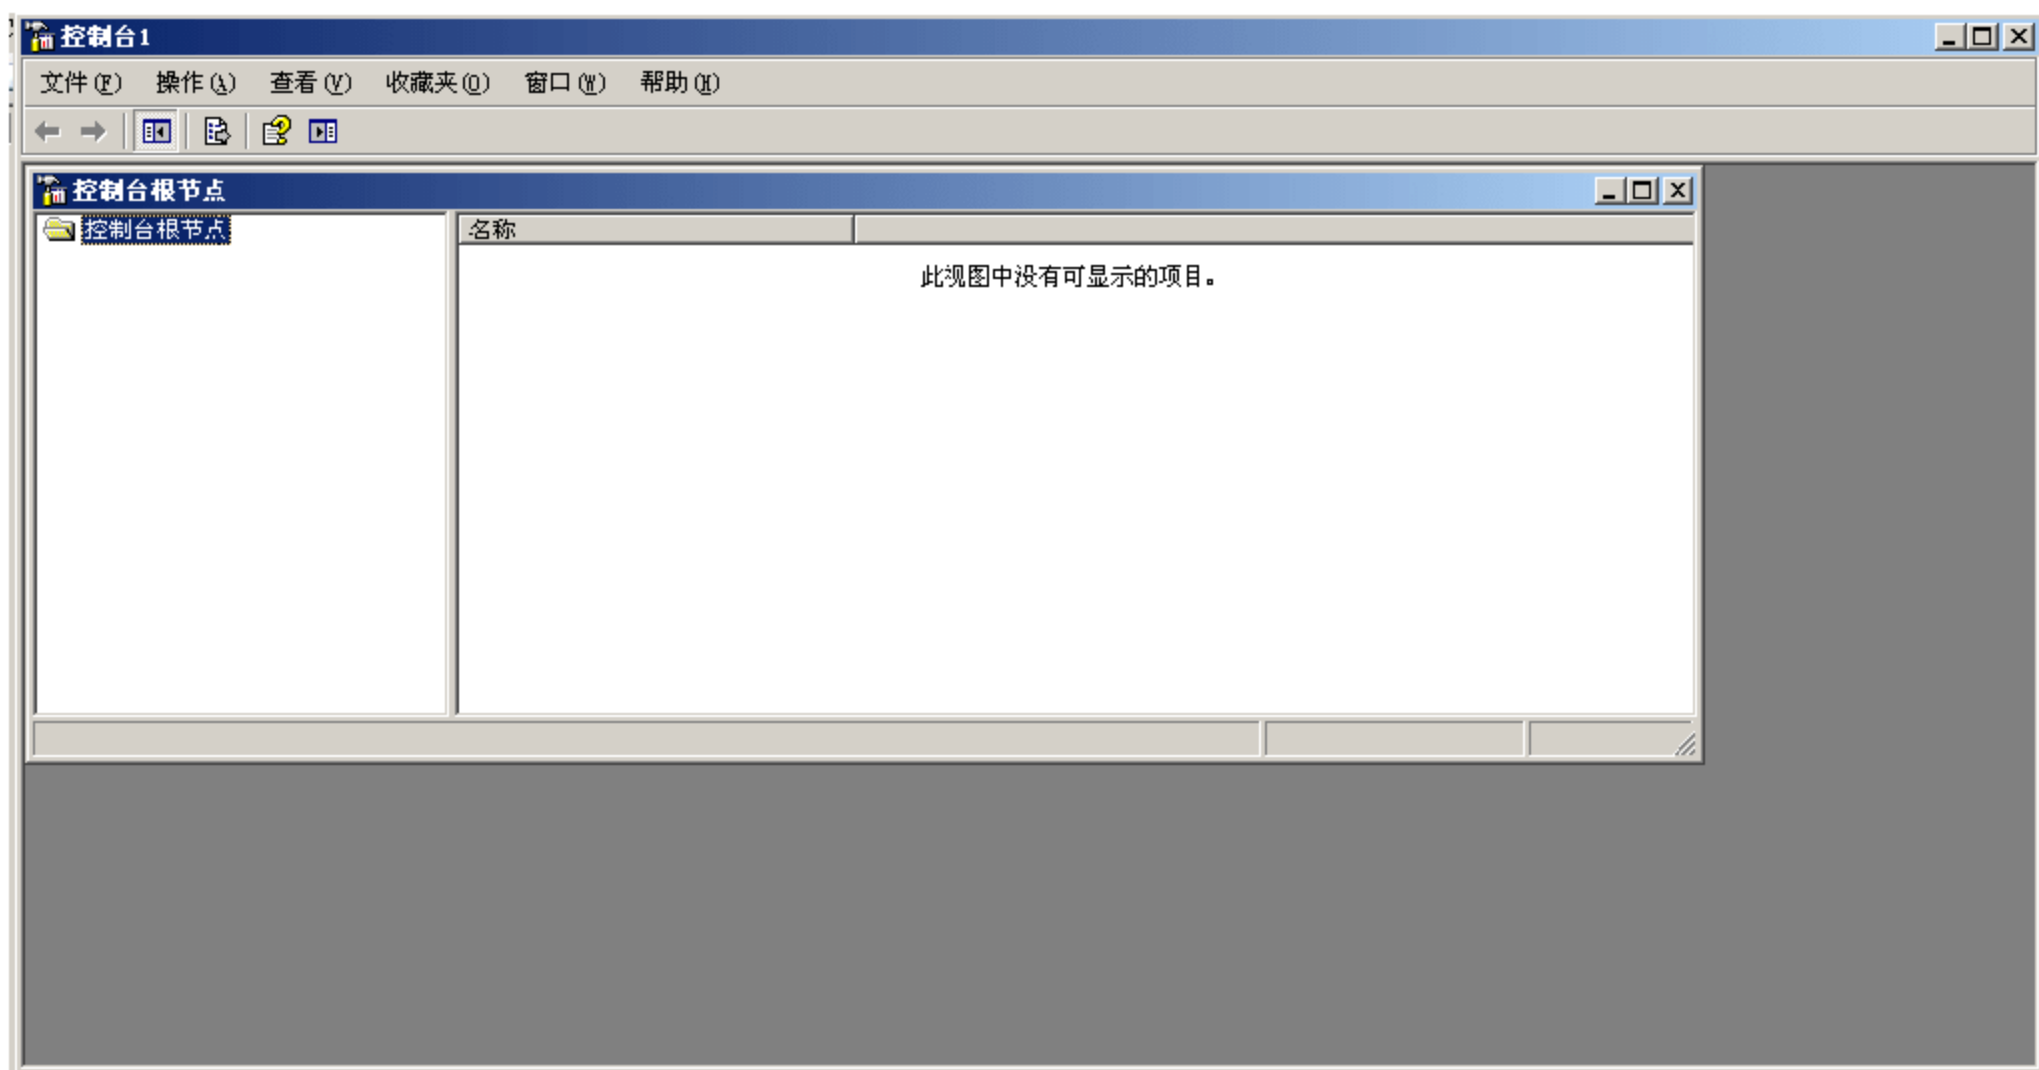 控制台1
文件(F) 操作(A) 查看(V) 收藏夹(O) 窗口(W) 帮助(H)
控制台根节点
控制台根节点
名称
此视图中没有可显示的项目。